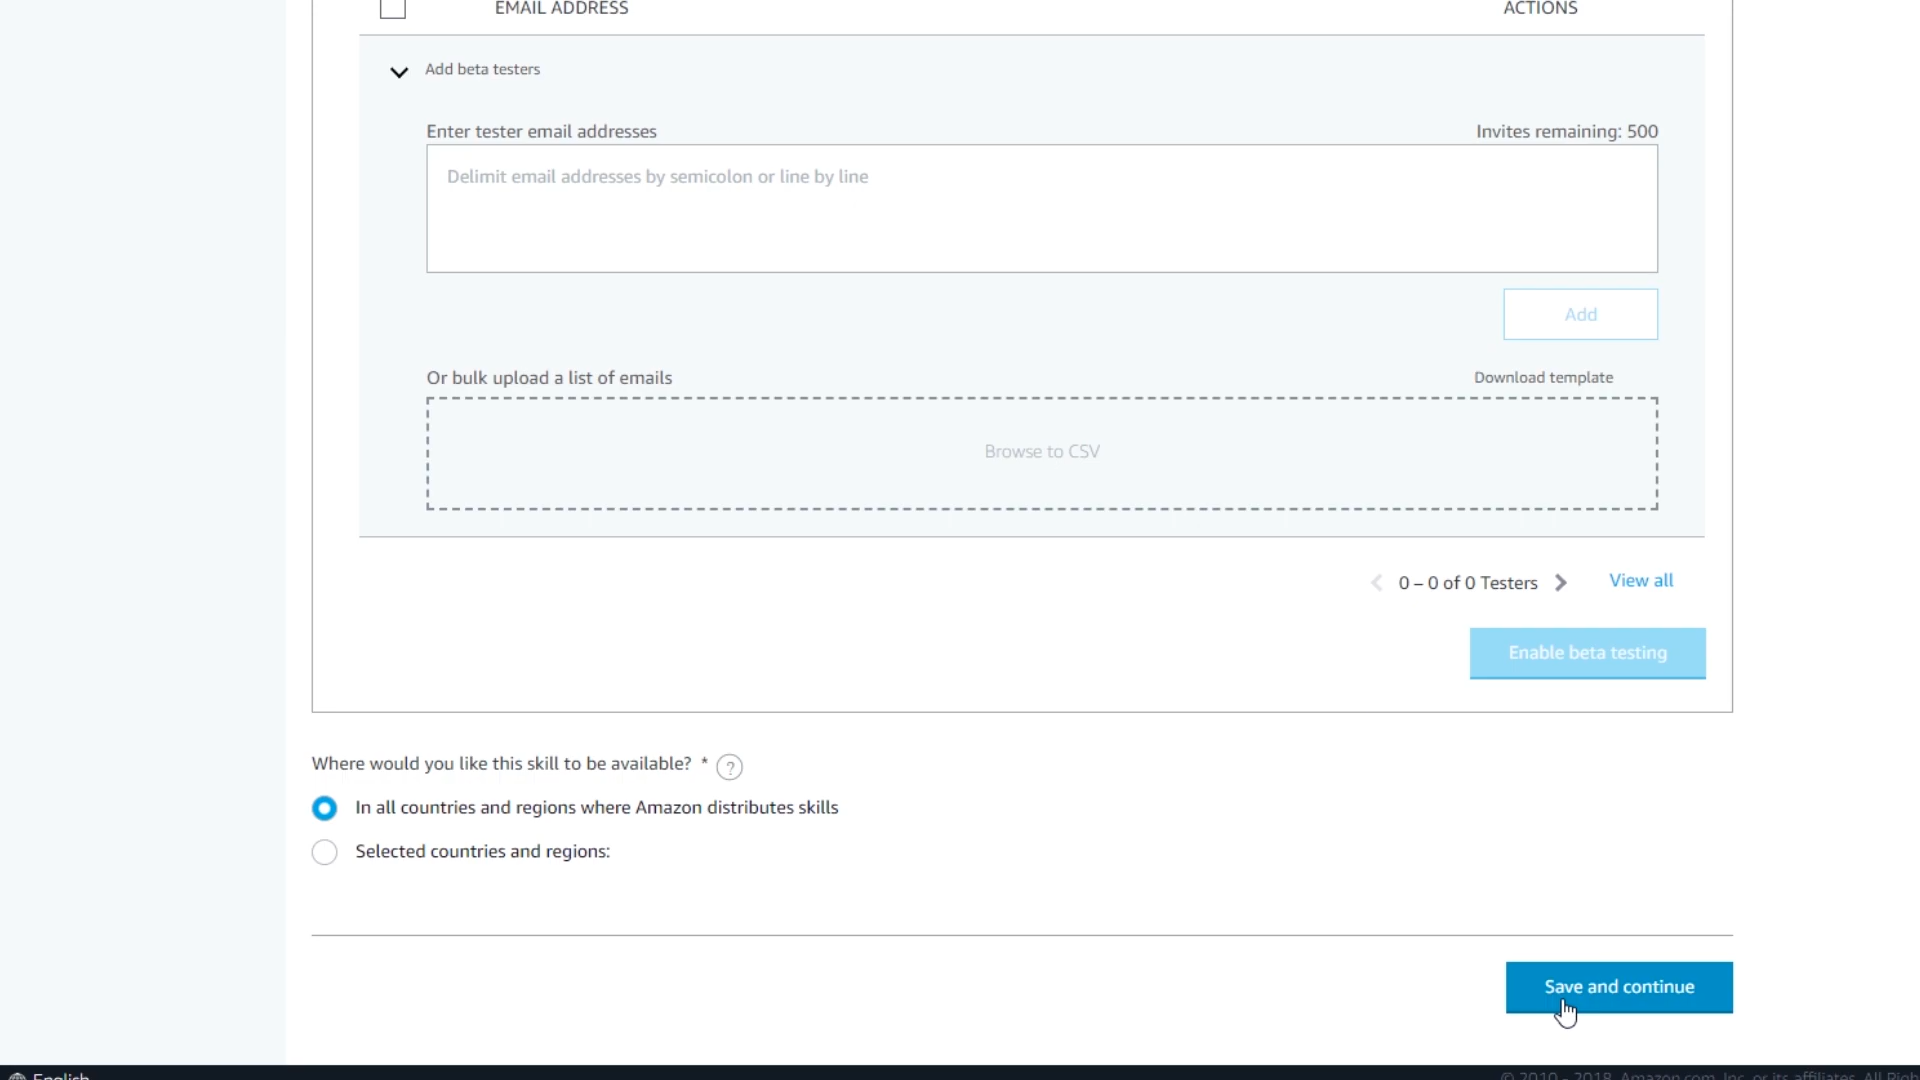 EMAIL ADDRESS
ACTIONS
Add beta testers
Enter tester email addresses
Invites remaining: 500
Delimit email addresses by semicolon or line by line
Add
Or bulk upload a list of emails
Download template
Browse to CSV
0 – 0 of 0 Testers
View all
Enable beta testing
Where would you like this skill to be available? * ?
In all countries and regions where Amazon distributes skills
Selected countries and regions:
Save and continue
English
© 2010 - 2018, Amazon.com, Inc. or its affiliates. All